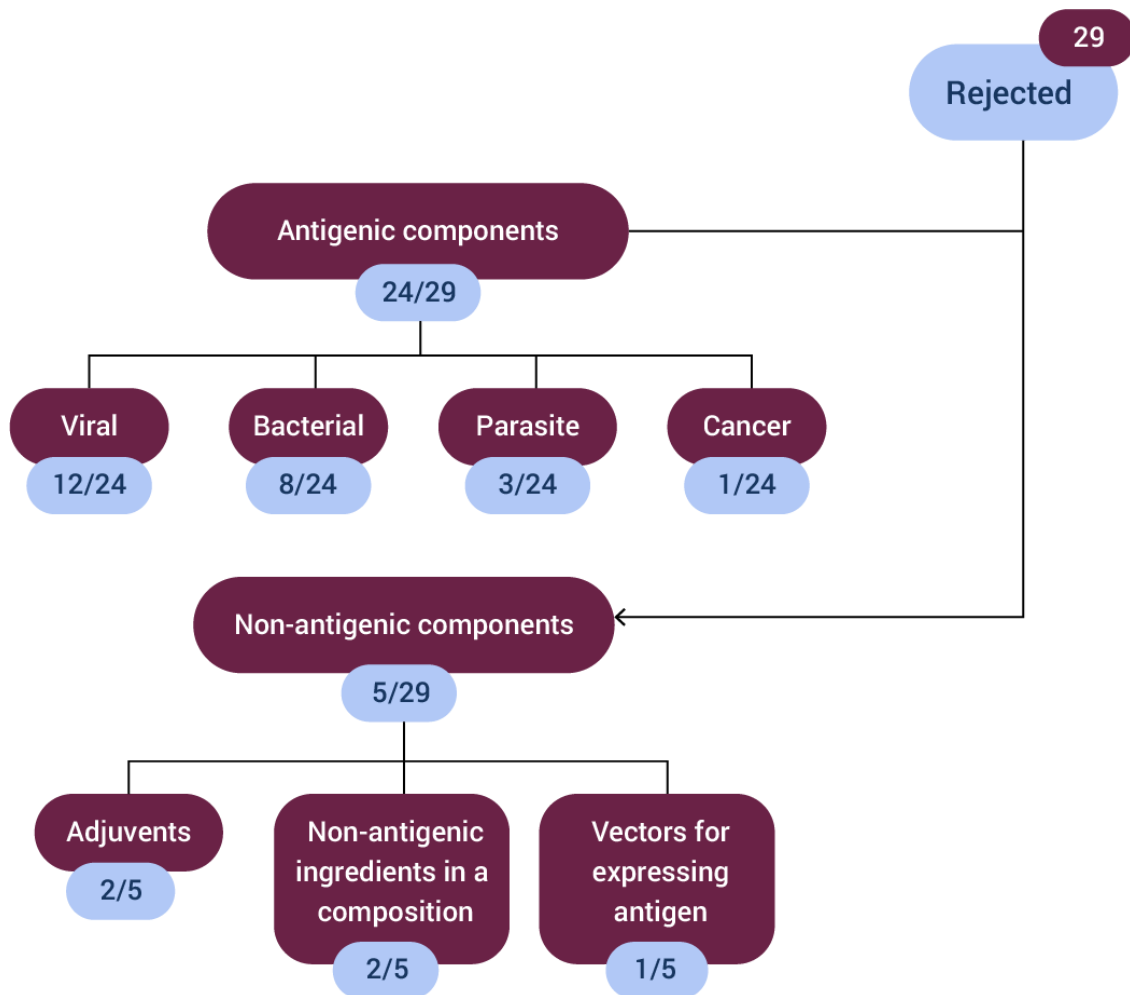 29
Rejected
Antigenic components
24/29
Viral
12/24
Bacterial
8/24
Parasite
3/24
Cancer
1/24
Non-antigenic components
5/29
Adjuvents
2/5
Non-antigenic
ingredients in a
composition
2/5
Vectors for
expressing
antigen
1/5